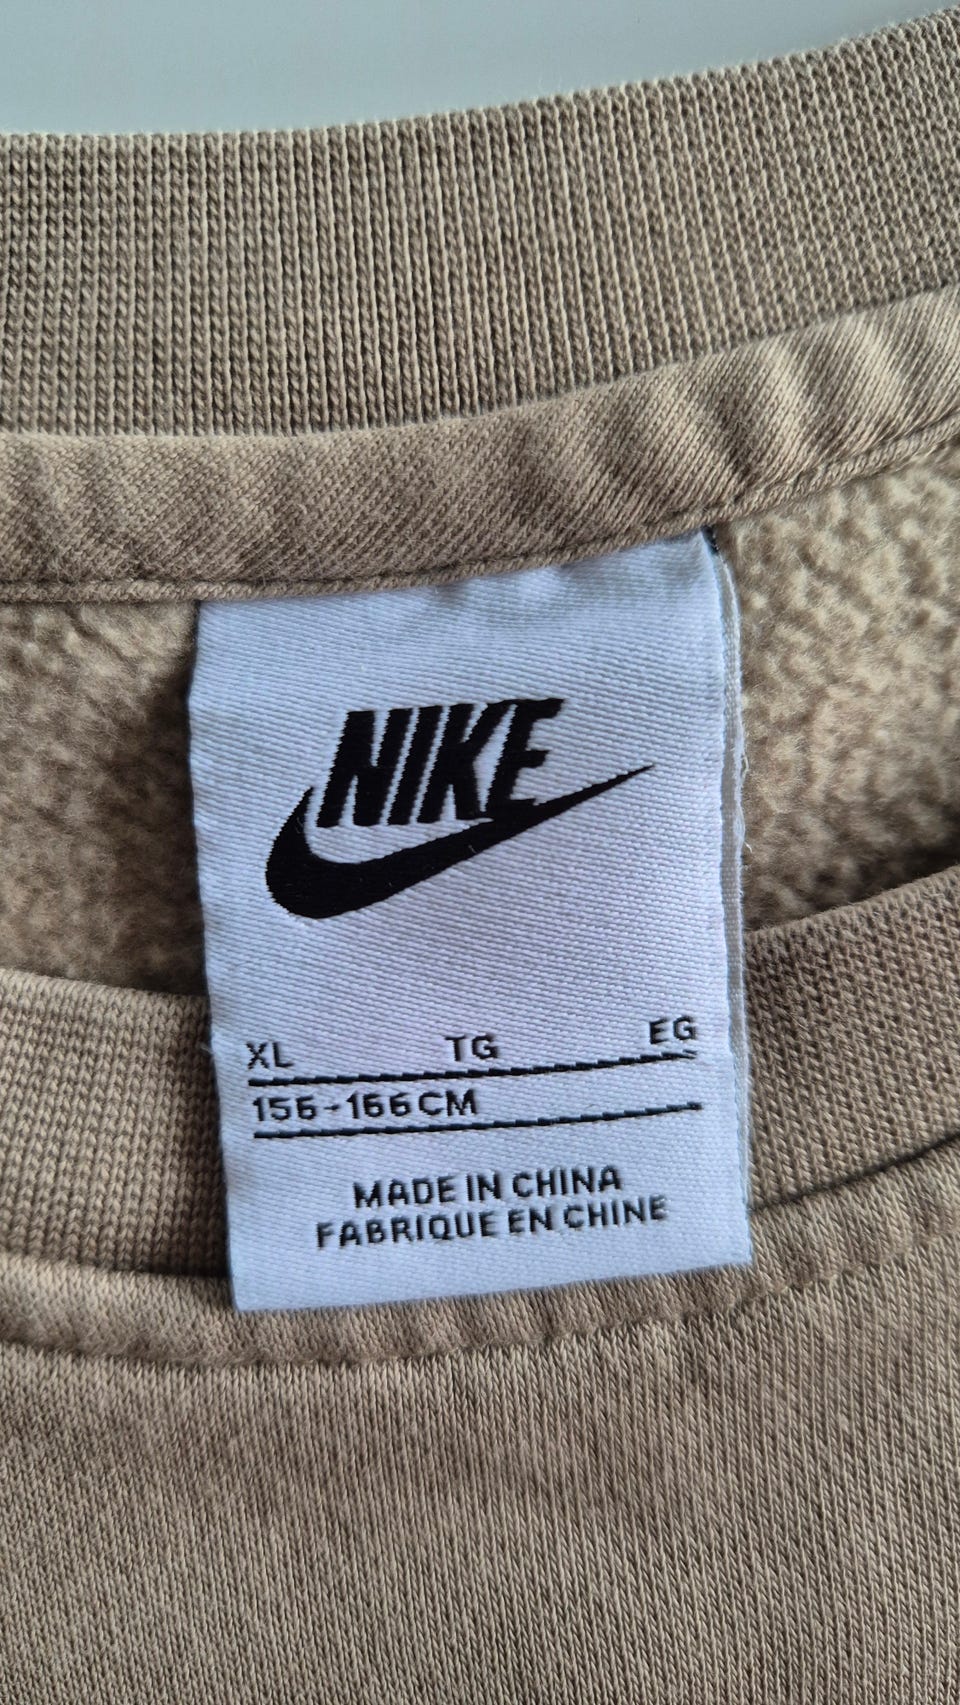 NIKE
XL TG EG
156-166CM
MADE IN CHINA
FABRIQUE EN CHINE